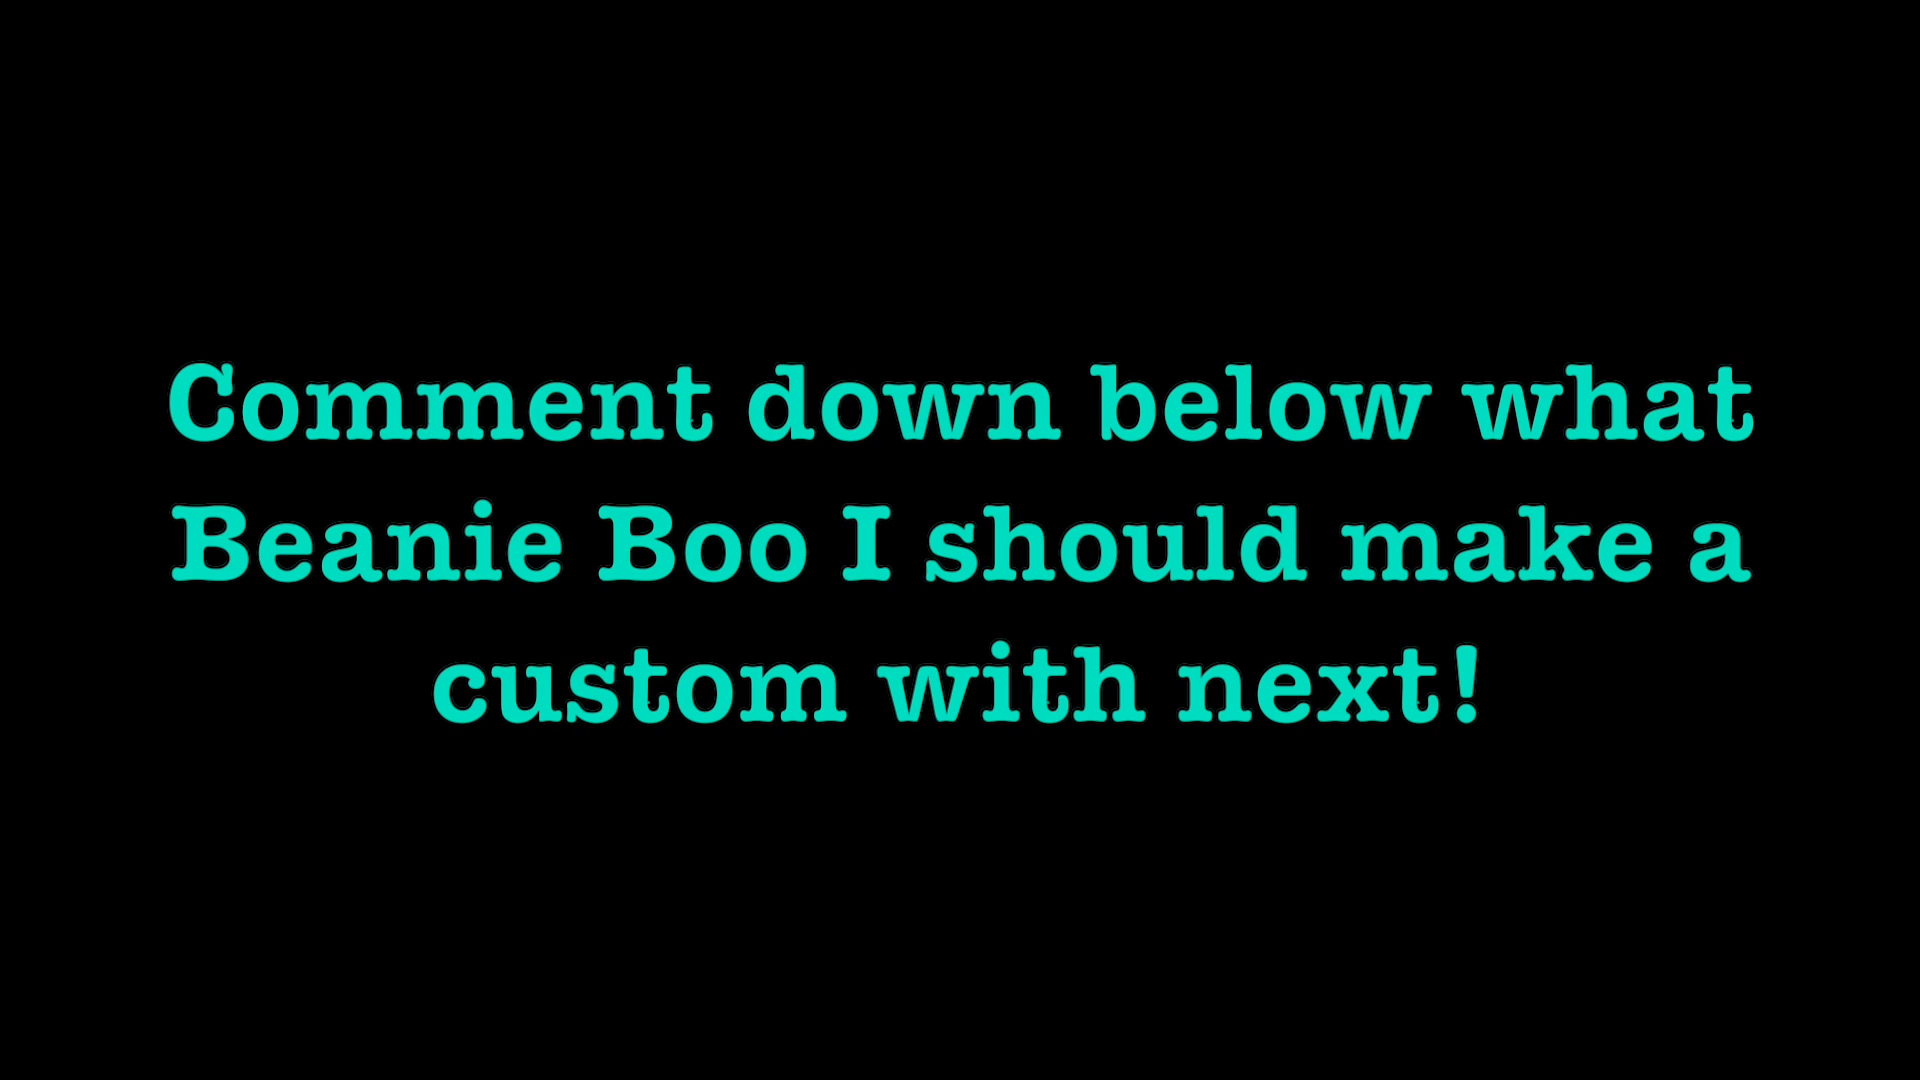 Comment down below what
Beanie Boo I should make a
custom with next!